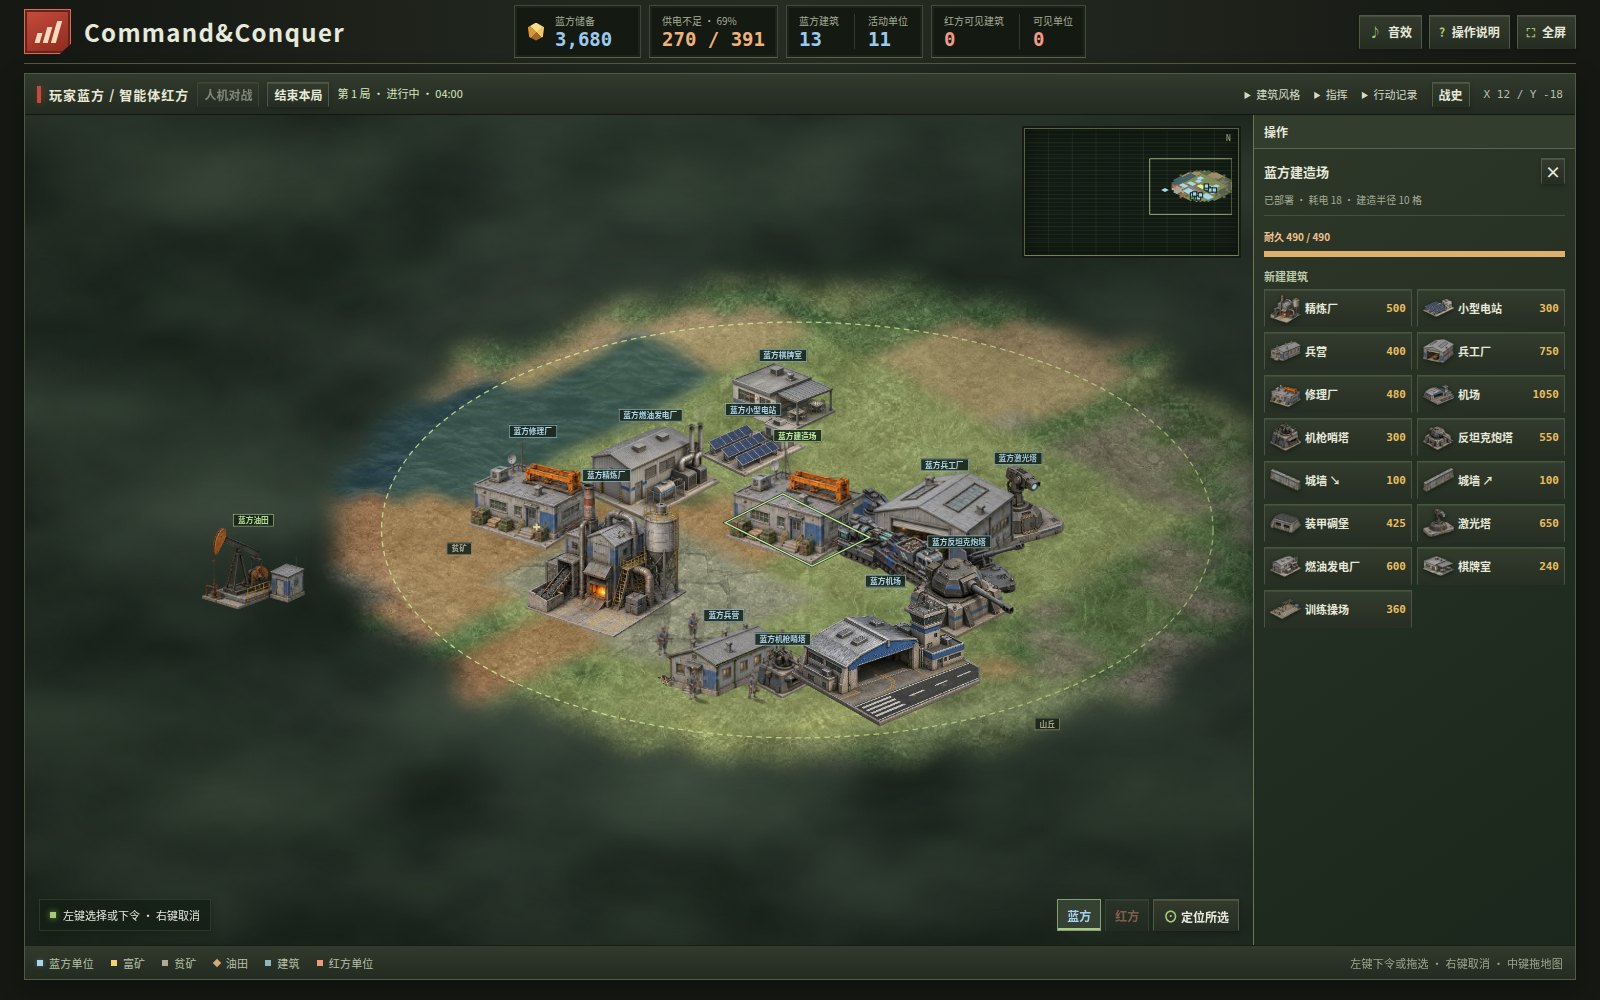 Command&Conquer
蓝方储备
3,680
供电不足 · 69%
270 / 391
蓝方建筑
13
活动单位
11
红方可见建筑
0
可见单位
0
♪ 音效
? 操作说明
全屏
玩家蓝方 / 智能体红方
人机对战
结束本局
第 1 局 · 进行中 · 04:00
▶ 建筑风格
▶ 指挥
▶ 行动记录
战史
X 12 / Y -18
N
蓝方棋牌室
蓝方小型电站
蓝方燃油发电厂
蓝方修理厂
蓝方建造场
蓝方激光塔
蓝方兵工厂
蓝方精炼厂
蓝方油田
贫矿
蓝方反坦克炮塔
蓝方机场
蓝方兵营
蓝方机枪哨塔
山丘
左键选择或下令 · 右键取消
蓝方
红方
定位所选
操作
蓝方建造场
已部署 · 耗电 18 · 建造半径 10 格
耐久 490 / 490
新建建筑
精炼厂 500
小型电站 300
兵营 400
兵工厂 750
修理厂 480
机场 1050
机枪哨塔 300
反坦克炮塔 550
城墙 ↘ 100
城墙 ↗ 100
装甲碉堡 425
激光塔 650
燃油发电厂 600
棋牌室 240
训练操场 360
蓝方单位
富矿
贫矿
油田
建筑
红方单位
左键下令或拖选 · 右键取消 · 中键拖地图